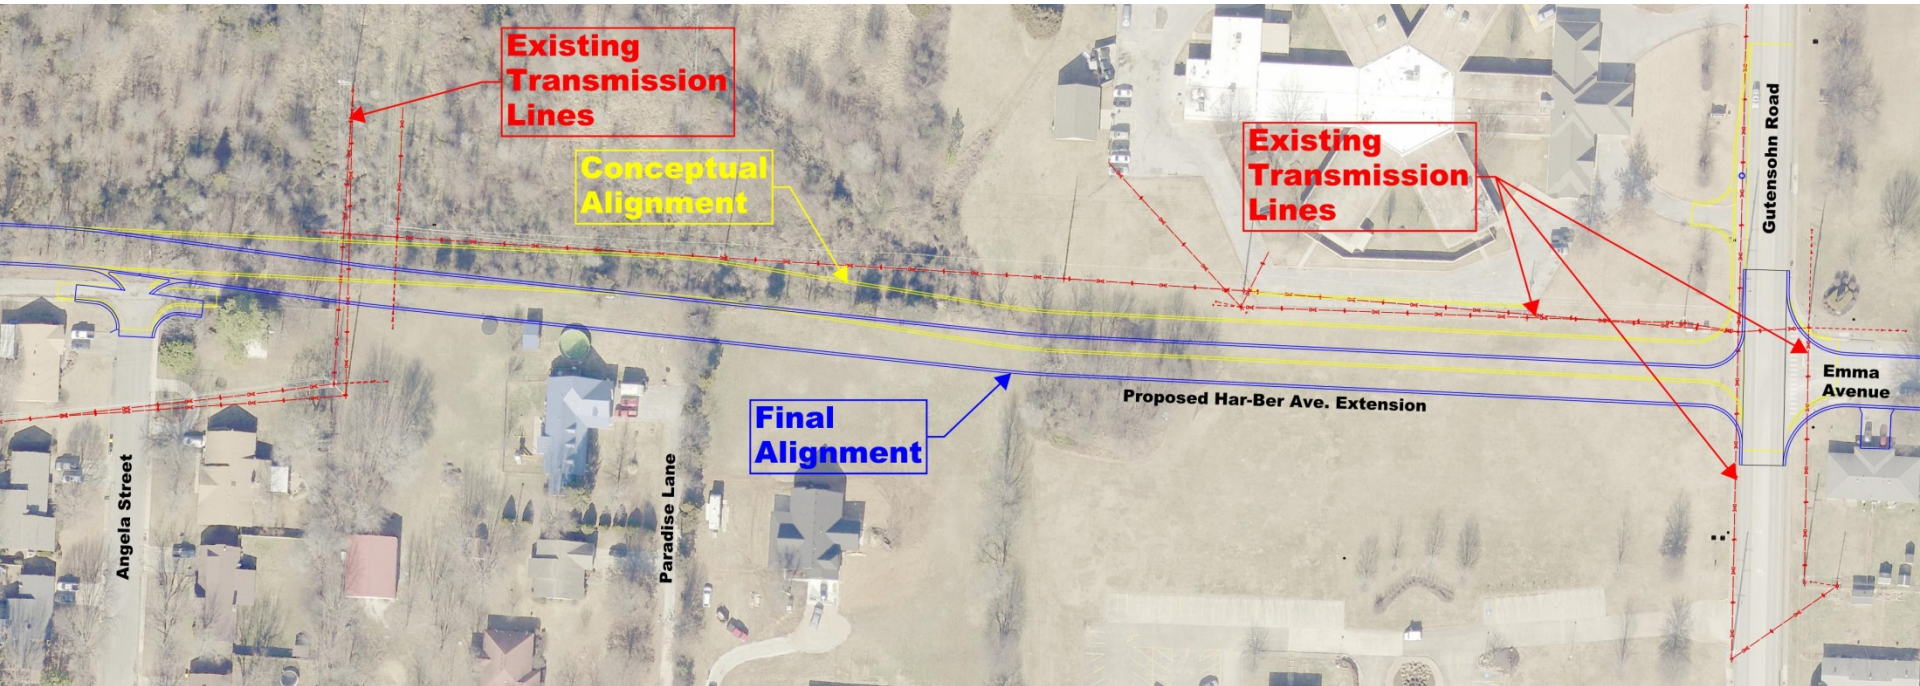 Existing
Transmission
Lines
Conceptual
Alignment
Existing
Transmission
Lines
Gutensohn Road
Emma
Avenue
Proposed Har-Ber Ave. Extension
Final
Alignment
Angela Street
Paradise Lane